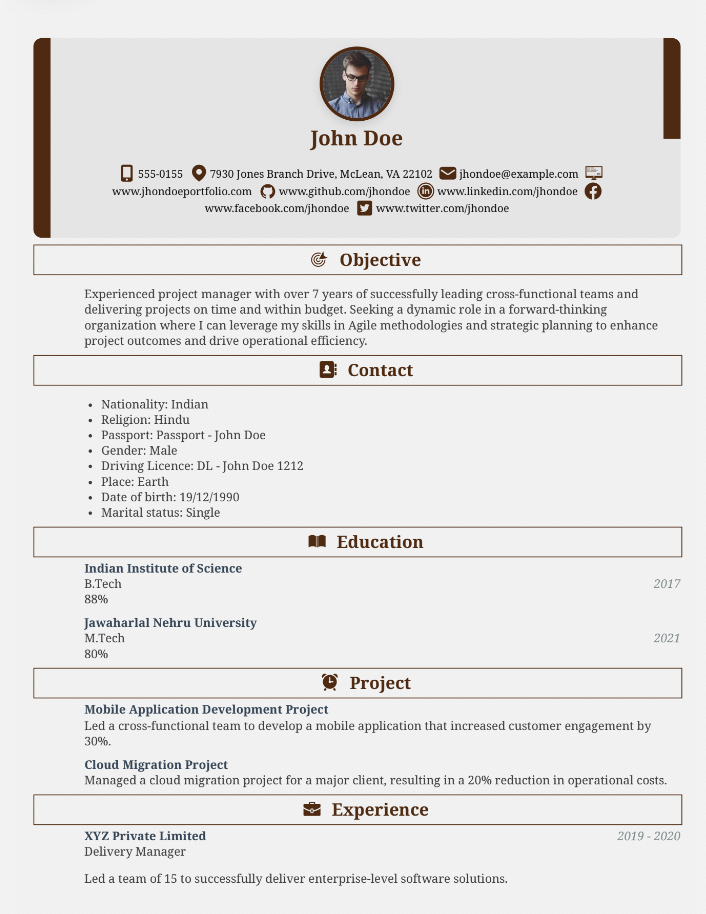 John Doe
555-0155 7930 Jones Branch Drive, McLean, VA 22102 jhondoe@example.com
www.jhondoeportfolio.com www.github.com/jhondoe www.linkedin.com/jhondoe
www.facebook.com/jhondoe www.twitter.com/jhondoe
Objective
Experienced project manager with over 7 years of successfully leading cross-functional teams and
delivering projects on time and within budget. Seeking a dynamic role in a forward-thinking
organization where I can leverage my skills in Agile methodologies and strategic planning to enhance
project outcomes and drive operational efficiency.
Contact
• Nationality: Indian
• Religion: Hindu
• Passport: Passport - John Doe
• Gender: Male
• Driving Licence: DL - John Doe 1212
• Place: Earth
• Date of birth: 19/12/1990
• Marital status: Single
Education
Indian Institute of Science
B.Tech 2017
88%
Jawaharlal Nehru University
M.Tech 2021
80%
Project
Mobile Application Development Project
Led a cross-functional team to develop a mobile application that increased customer engagement by
30%.
Cloud Migration Project
Managed a cloud migration project for a major client, resulting in a 20% reduction in operational costs.
Experience
XYZ Private Limited 2019 - 2020
Delivery Manager
Led a team of 15 to successfully deliver enterprise-level software solutions.